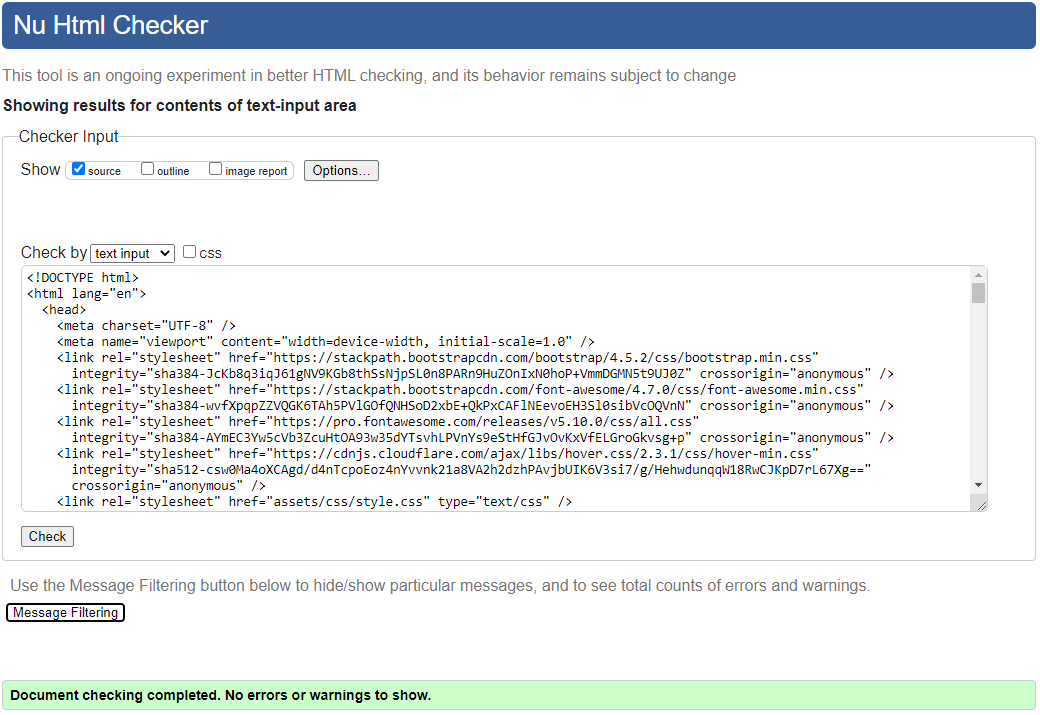 Nu Html Checker
This tool is an ongoing experiment in better HTML checking, and its behavior remains subject to change
Showing results for contents of text-input area
Checker Input
Show source outline image report Options...
Check by text input css
<!DOCTYPE html>
<html lang="en">
<head>
<meta charset="UTF-8" />
<meta name="viewport" content="width=device-width, initial-scale=1.0" />
<link rel="stylesheet" href="https://stackpath.bootstrapcdn.com/bootstrap/4.5.2/css/bootstrap.min.css"
integrity="sha384-JcKb8q3iqJ61gNV9KGb8thSsNjpSL0n8PARn9HuZOnIxN0hoP+VmmDGMN5t9UJ0Z" crossorigin="anonymous" />
<link rel="stylesheet" href="https://stackpath.bootstrapcdn.com/font-awesome/4.7.0/css/font-awesome.min.css"
integrity="sha384-wvfXpqpZZVQGK6TAh5PVlGOfQNHSoD2xbE+QkPxCAFlNEevoEH3Sl0sibVcOQVnN" crossorigin="anonymous" />
<link rel="stylesheet" href="https://pro.fontawesome.com/releases/v5.10.0/css/all.css"
integrity="sha384-AYmEC3Yw5cVb3ZcuHtOA93w35dYTsvhLPVnYs9eStHfGJvOvKxVfELGroGkvsg+p" crossorigin="anonymous" />
<link rel="stylesheet" href="https://cdnjs.cloudflare.com/ajax/libs/hover.css/2.3.1/css/hover-min.css"
integrity="sha512-csw0Ma4oXCAgd/d4nTcpoEoz4nYvvnk21a8VA2h2dzhPAvjbUIK6V3si7/g/HehwdunqqW18RwCJKpD7rL67Xg=="
crossorigin="anonymous" />
<link rel="stylesheet" href="assets/css/style.css" type="text/css" />
Check
Use the Message Filtering button below to hide/show particular messages, and to see total counts of errors and warnings.
Message Filtering
Document checking completed. No errors or warnings to show.